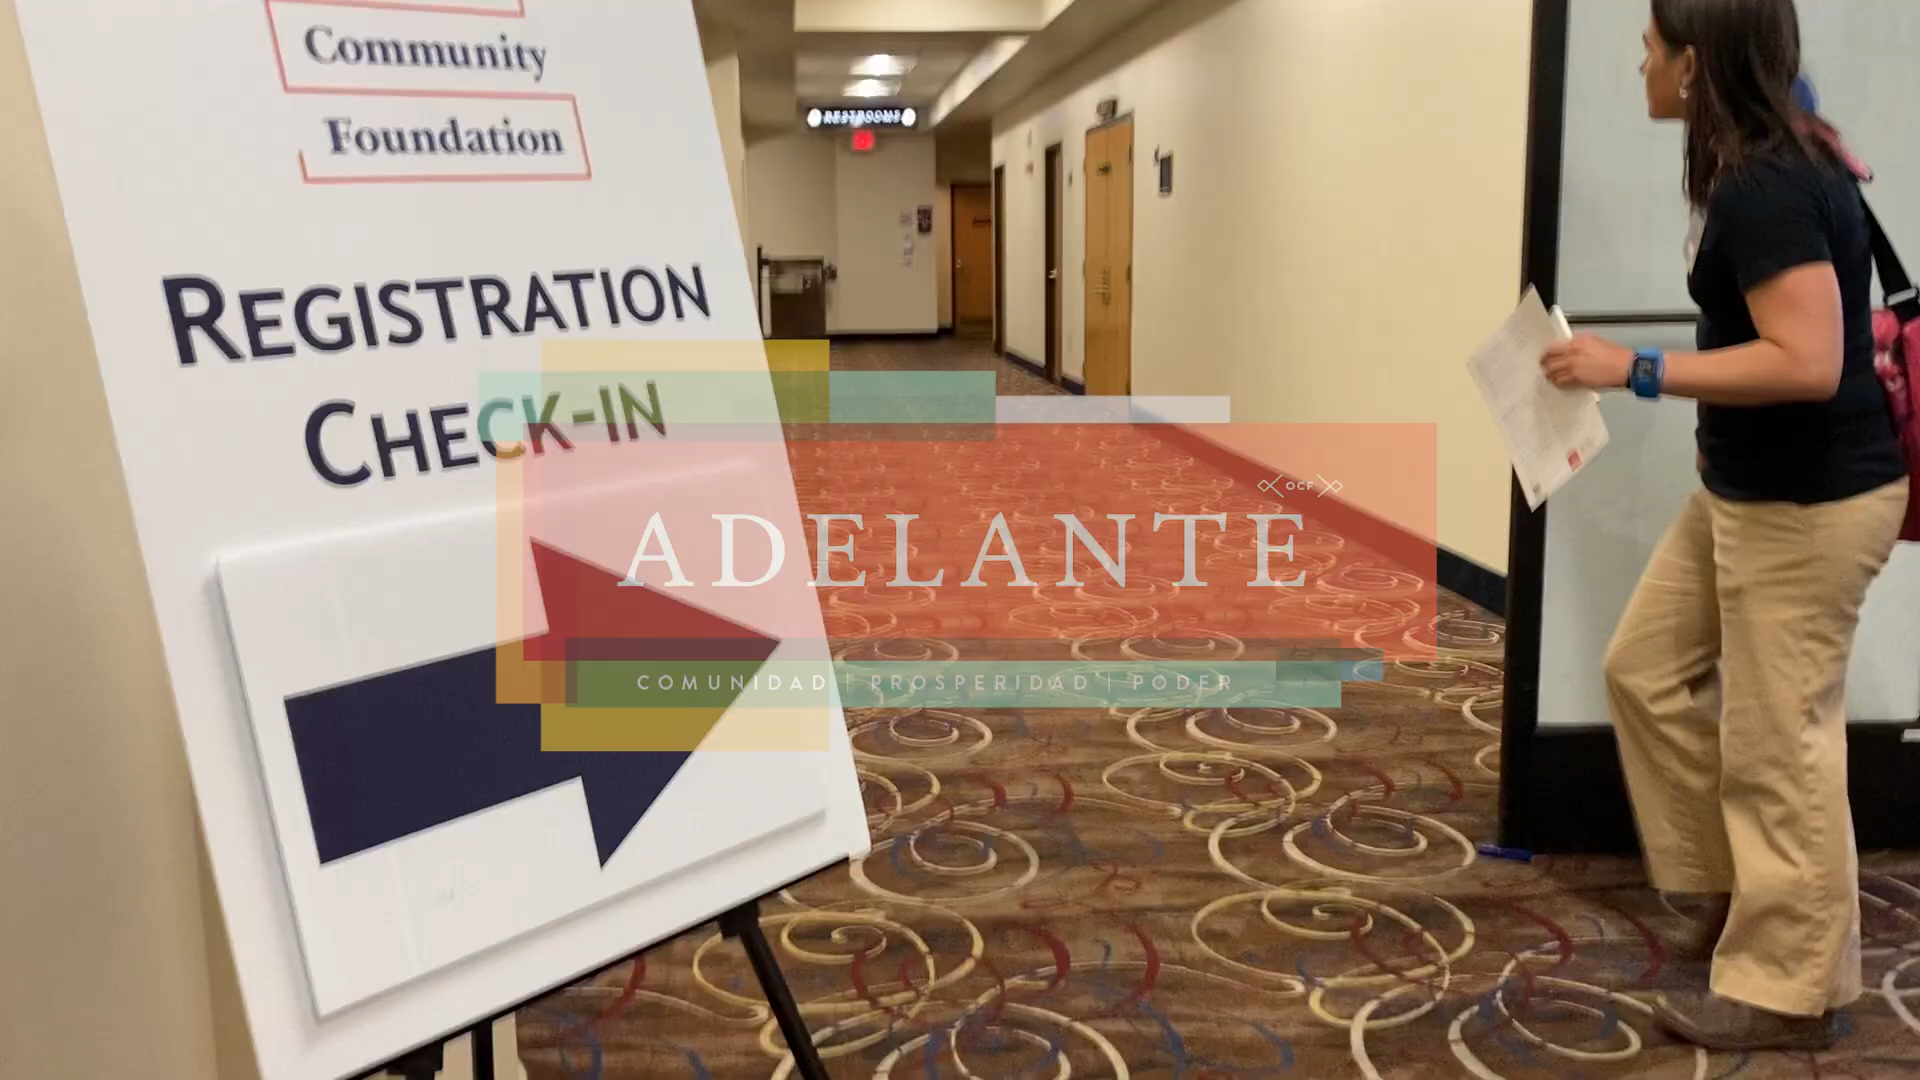 Community
Foundation
REGISTRATION
CHECK-IN
RESTROOMS
OCF
ADELANTE
COMUNIDAD | PROSPERIDAD | PODER